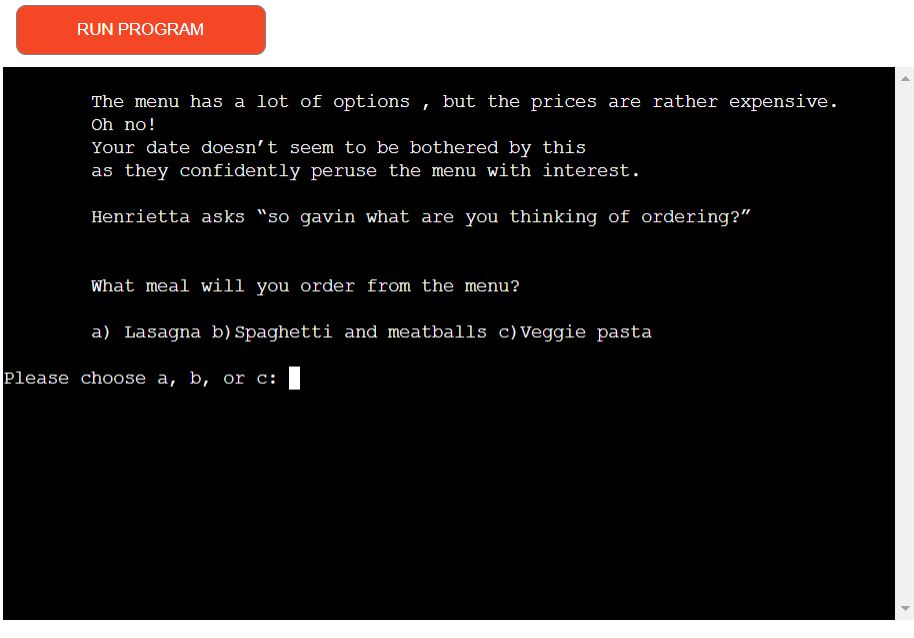 RUN PROGRAM
The menu has a lot of options , but the prices are rather expensive.
Oh no!
Your date doesn’t seem to be bothered by this
as they confidently peruse the menu with interest.
Henrietta asks “so gavin what are you thinking of ordering?”
What meal will you order from the menu?
a) Lasagna b)Spaghetti and meatballs c)Veggie pasta
Please choose a, b, or c: